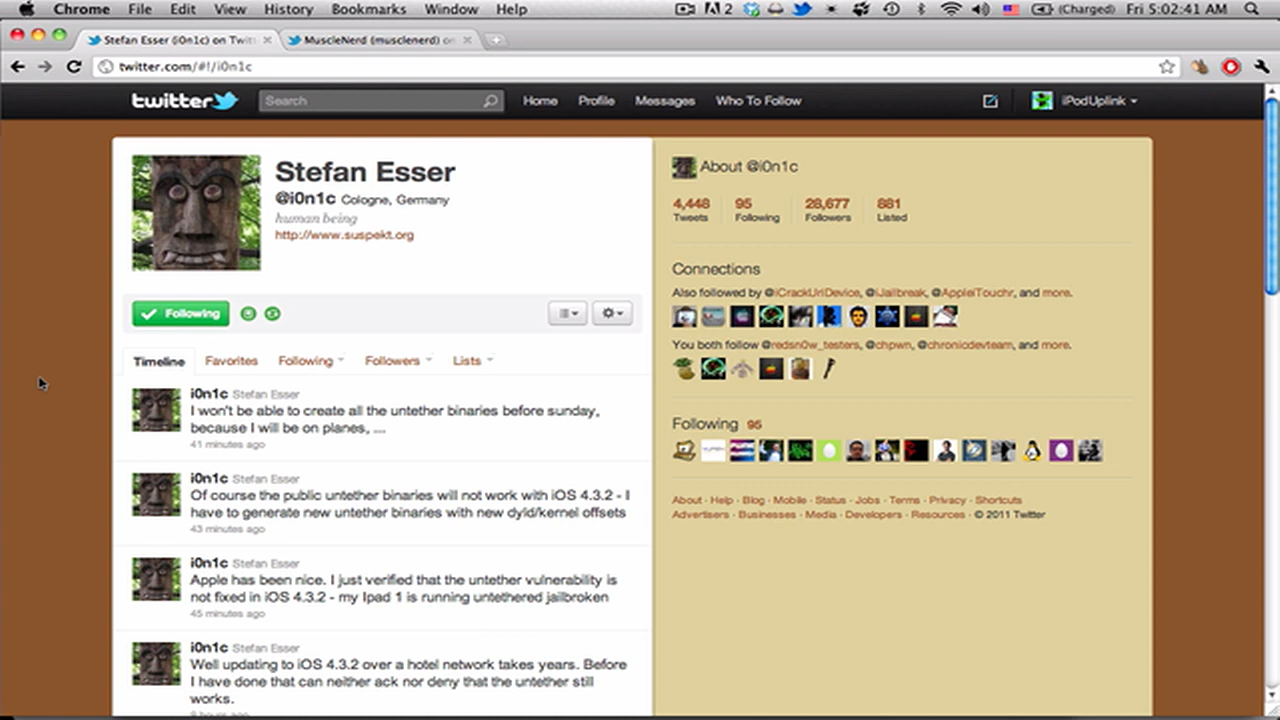 Chrome File Edit View History Bookmarks Window Help 2 (Charged) Fri 5:02:41 AM
Stefan Esser (i0n1c) on Twitt MuscleNerd (musclenerd) on
twitter.com/#!/i0n1c
twitter Search Home Profile Messages Who To Follow iPodUplink
Stefan Esser
@i0n1c Cologne, Germany
human being
http://www.suspekt.org
Following
Timeline Favorites Following Followers Lists
i0n1c Stefan Esser
I won't be able to create all the untether binaries before sunday,
because I will be on planes, ...
41 minutes ago
i0n1c Stefan Esser
Of course the public untether binaries will not work with iOS 4.3.2 - I
have to generate new untether binaries with new dyld/kernel offsets
43 minutes ago
i0n1c Stefan Esser
Apple has been nice. I just verified that the untether vulnerability is
not fixed in iOS 4.3.2 - my Ipad 1 is running untethered jailbroken
45 minutes ago
i0n1c Stefan Esser
Well updating to iOS 4.3.2 over a hotel network takes years. Before
I have done that can neither ack nor deny that the untether still
works.
About @i0n1c
4,448 95 28,677 881
Tweets Following Followers Listed
Connections
Also followed by @iCrackUriDevice, @iJailbreak, @AppleiTouchr, and more.
You both follow @redsn0w_testers, @chpwn, @chronicdevteam, and more.
Following 95
About · Help · Blog · Mobile · Status · Jobs · Terms · Privacy · Shortcuts
Advertisers · Businesses · Media · Developers · Resources · © 2011 Twitter